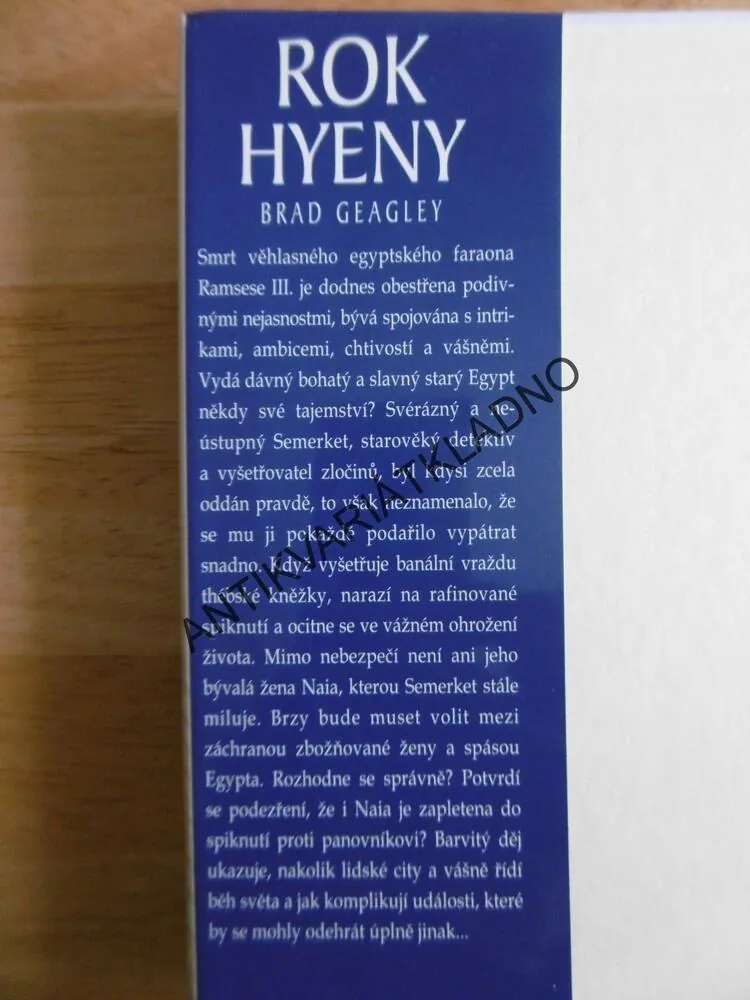 ROK
HYENY
BRAD GEAGLEY
Smrt věhlasného egyptského faraona
Ramsese III. je dodnes obestřena podiv-
nými nejasnostmi, bývá spojována s intri-
kami, ambicemi, chtivostí a vášněmi.
Vydá dávný bohatý a slavný starý Egypt
někdy své tajemství? Svérázný a ne-
ústupný Semerket, starověký detektiv
a vyšetřovatel zločinů, byl kdysi zcela
oddán pravdě, to však neznamenalo, že
se mu ji pokaždé podařilo vypátrat
snadno. Když vyšetřuje banální vraždu
thébské kněžky, narazí na rafinované
spiknutí a ocitne se ve vážném ohrožení
života. Mimo nebezpečí není ani jeho
bývalá žena Naia, kterou Semerket stále
miluje. Brzy bude muset volit mezi
záchranou zbožňované ženy a spásou
Egypta. Rozhodne se správně? Potvrdí
se podezření, že i Naia je zapletena do
spiknutí proti panovníkovi? Barvitý děj
ukazuje, nakolik lidské city a vášně řídí
běh světa a jak komplikují události, které
by se mohly odehrát úplně jinak...
ANTIKVARIÁTKLADNO